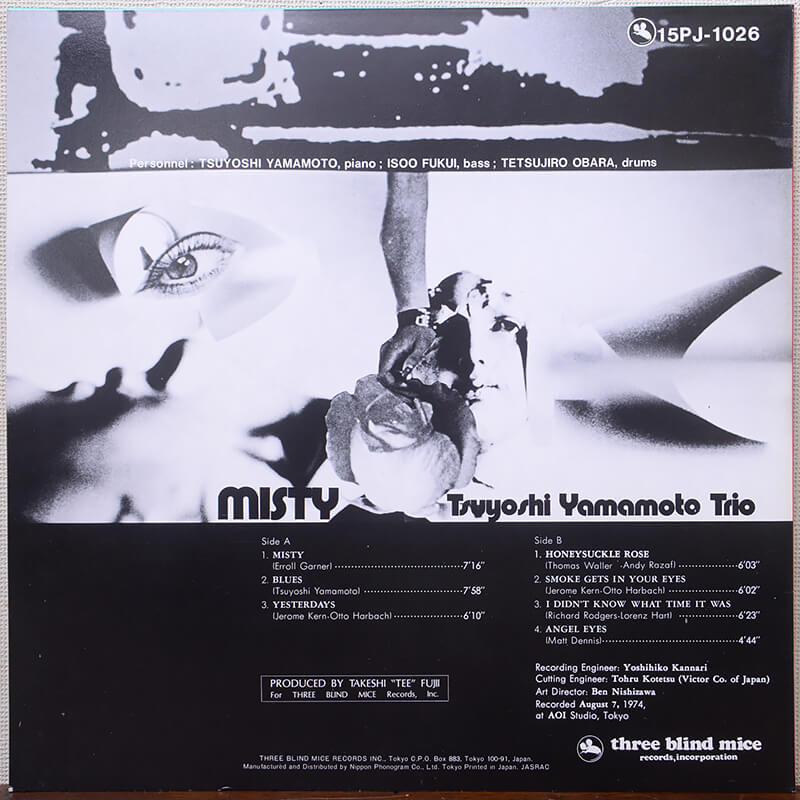 15PJ-1026
Personnel : TSUYOSHI YAMAMOTO, piano ; ISOO FUKUI, bass ; TETSUJIRO OBARA, drums
MISTY
Tsuyoshi Yamamoto Trio
Side A
1. MISTY
(Erroll Garner)······7'16"
2. BLUES
(Tsuyoshi Yamamoto)······7'58"
3. YESTERDAYS
(Jerome Kern-Otto Harbach)······6'10"
Side B
1. HONEYSUCKLE ROSE
(Thomas Waller - Andy Razaf)······6'03"
2. SMOKE GETS IN YOUR EYES
(Jerome Kern-Otto Harbach)······6'02"
3. I DIDN'T KNOW WHAT TIME IT WAS
(Richard Rodgers-Lorenz Hart)······6'23"
4. ANGEL EYES
(Matt Dennis)······4'44"
PRODUCED BY TAKESHI "TEE" FUJII
For THREE BLIND MICE Records, Inc.
Recording Engineer: Yoshihiko Kannari
Cutting Engineer: Tohru Kotetsu (Victor Co. of Japan)
Art Director: Ben Nishizawa
Recorded August 7, 1974,
at AOI Studio, Tokyo
three blind mice
records,incorporation
THREE BLIND MICE RECORDS INC., Tokyo C.P.O. Box 883, Tokyo 100-91, Japan.
Manufactured and Distributed by Nippon Phonogram Co., Ltd. Tokyo Printed in Japan. JASRAC